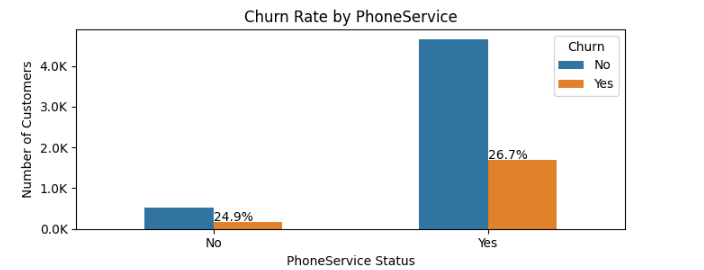 Churn Rate by PhoneService
Number of Customers
4.0K
3.0K
2.0K
1.0K
0.0K
Churn
No
Yes
24.9%
26.7%
No
Yes
PhoneService Status